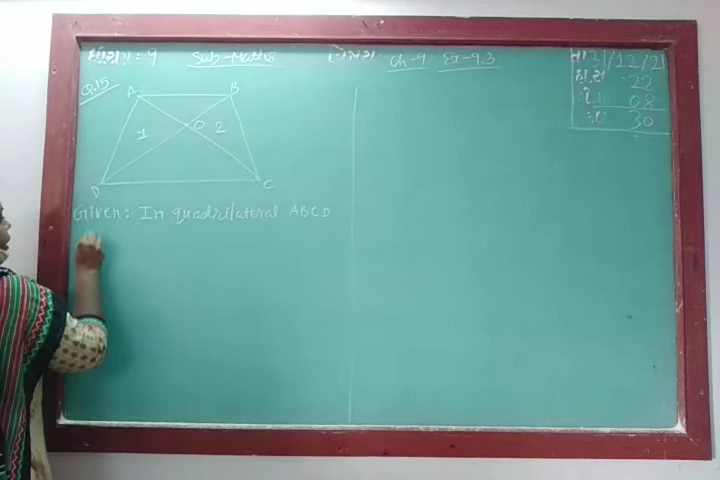 ધોરણ : 9 Sub-Maths Ch-9 Ex-9.3
તા 31/12/21
22
08
30
Q.15
A B
1 O 2
D C
Given: In quadrilateral ABCD